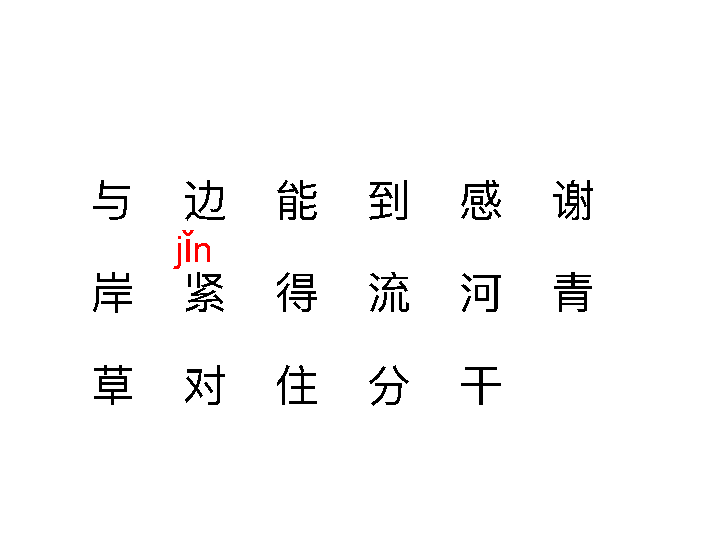 与 边 能 到 感 谢
jǐn
岸 紧 得 流 河 青
草 对 住 分 干